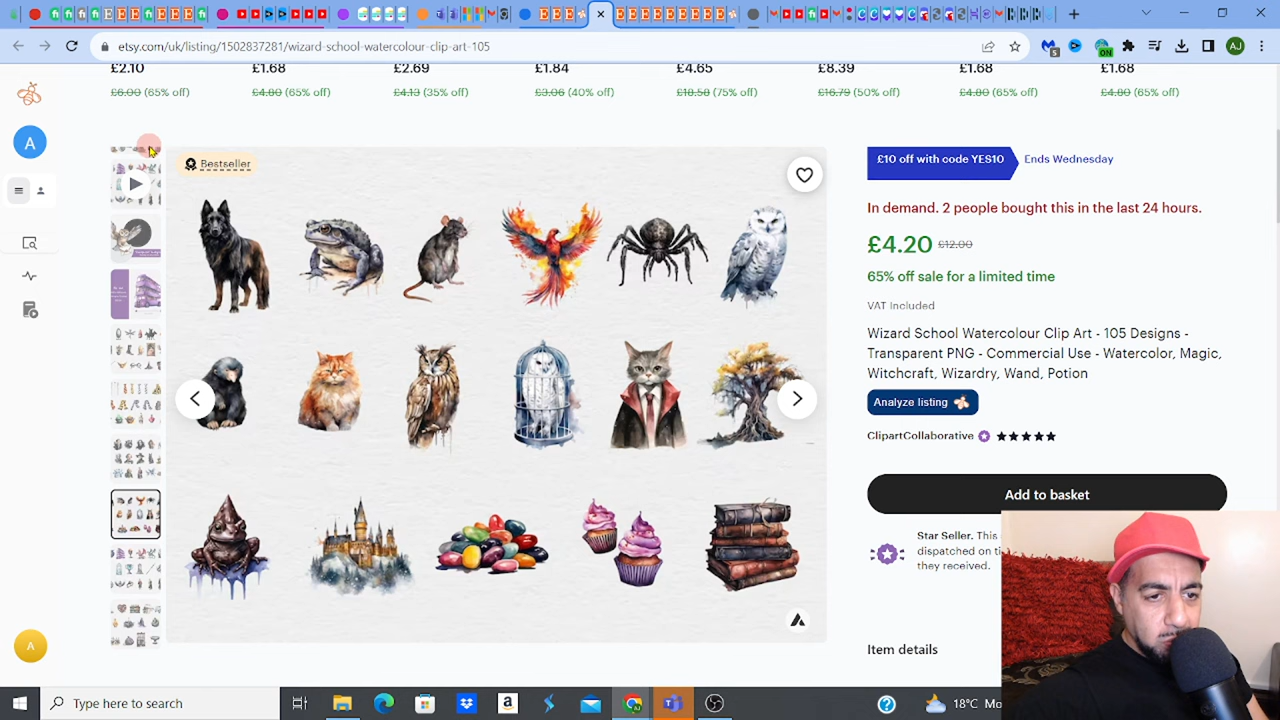 etsy.com/uk/listing/1502837281/wizard-school-watercolour-clip-art-105
5
ON
AJ
£2.10 £1.68 £2.69 £1.84 £4.65 £8.39 £1.68 £1.68
£6.00 (65% off) £4.80 (65% off) £4.13 (35% off) £3.06 (40% off) £18.58 (75% off) £16.79 (50% off) £4.80 (65% off) £4.80 (65% off)
A
Bestseller
£10 off with code YES10 Ends Wednesday
In demand. 2 people bought this in the last 24 hours.
£4.20 £12.00
65% off sale for a limited time
VAT Included
Wizard School Watercolour Clip Art - 105 Designs -
Transparent PNG - Commercial Use - Watercolor, Magic,
Witchcraft, Wizardry, Wand, Potion
Analyze listing
ClipartCollaborative
Add to basket
Star Seller. This
dispatched on ti
they received.
Item details
A
Type here to search
18°C Mo